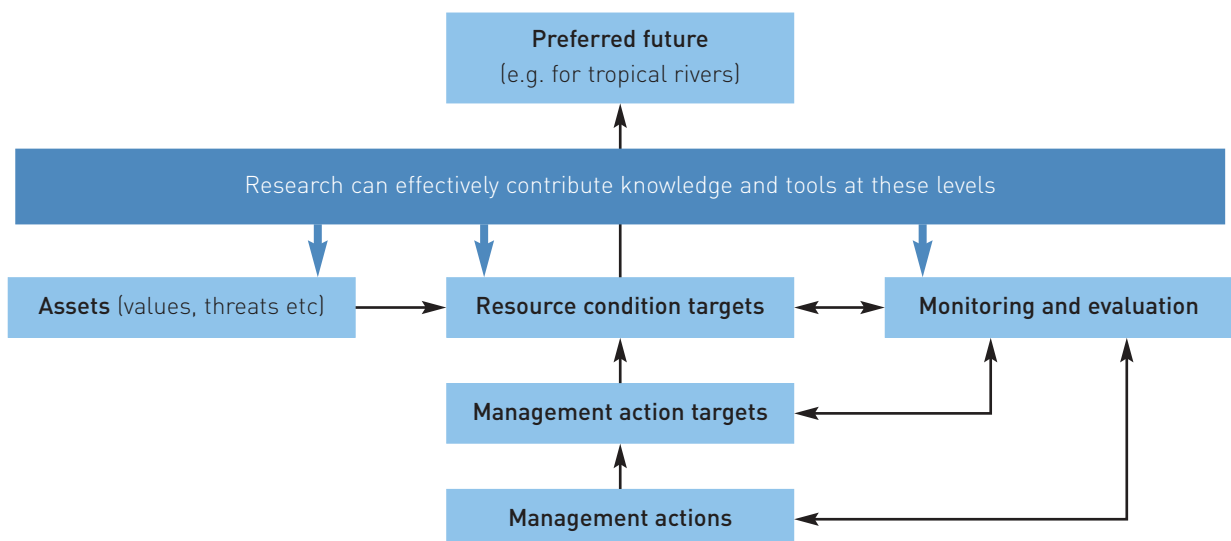 Preferred future
(e.g. for tropical rivers)
Research can effectively contribute knowledge and tools at these levels
Assets (values, threats etc)
Resource condition targets
Monitoring and evaluation
Management action targets
Management actions